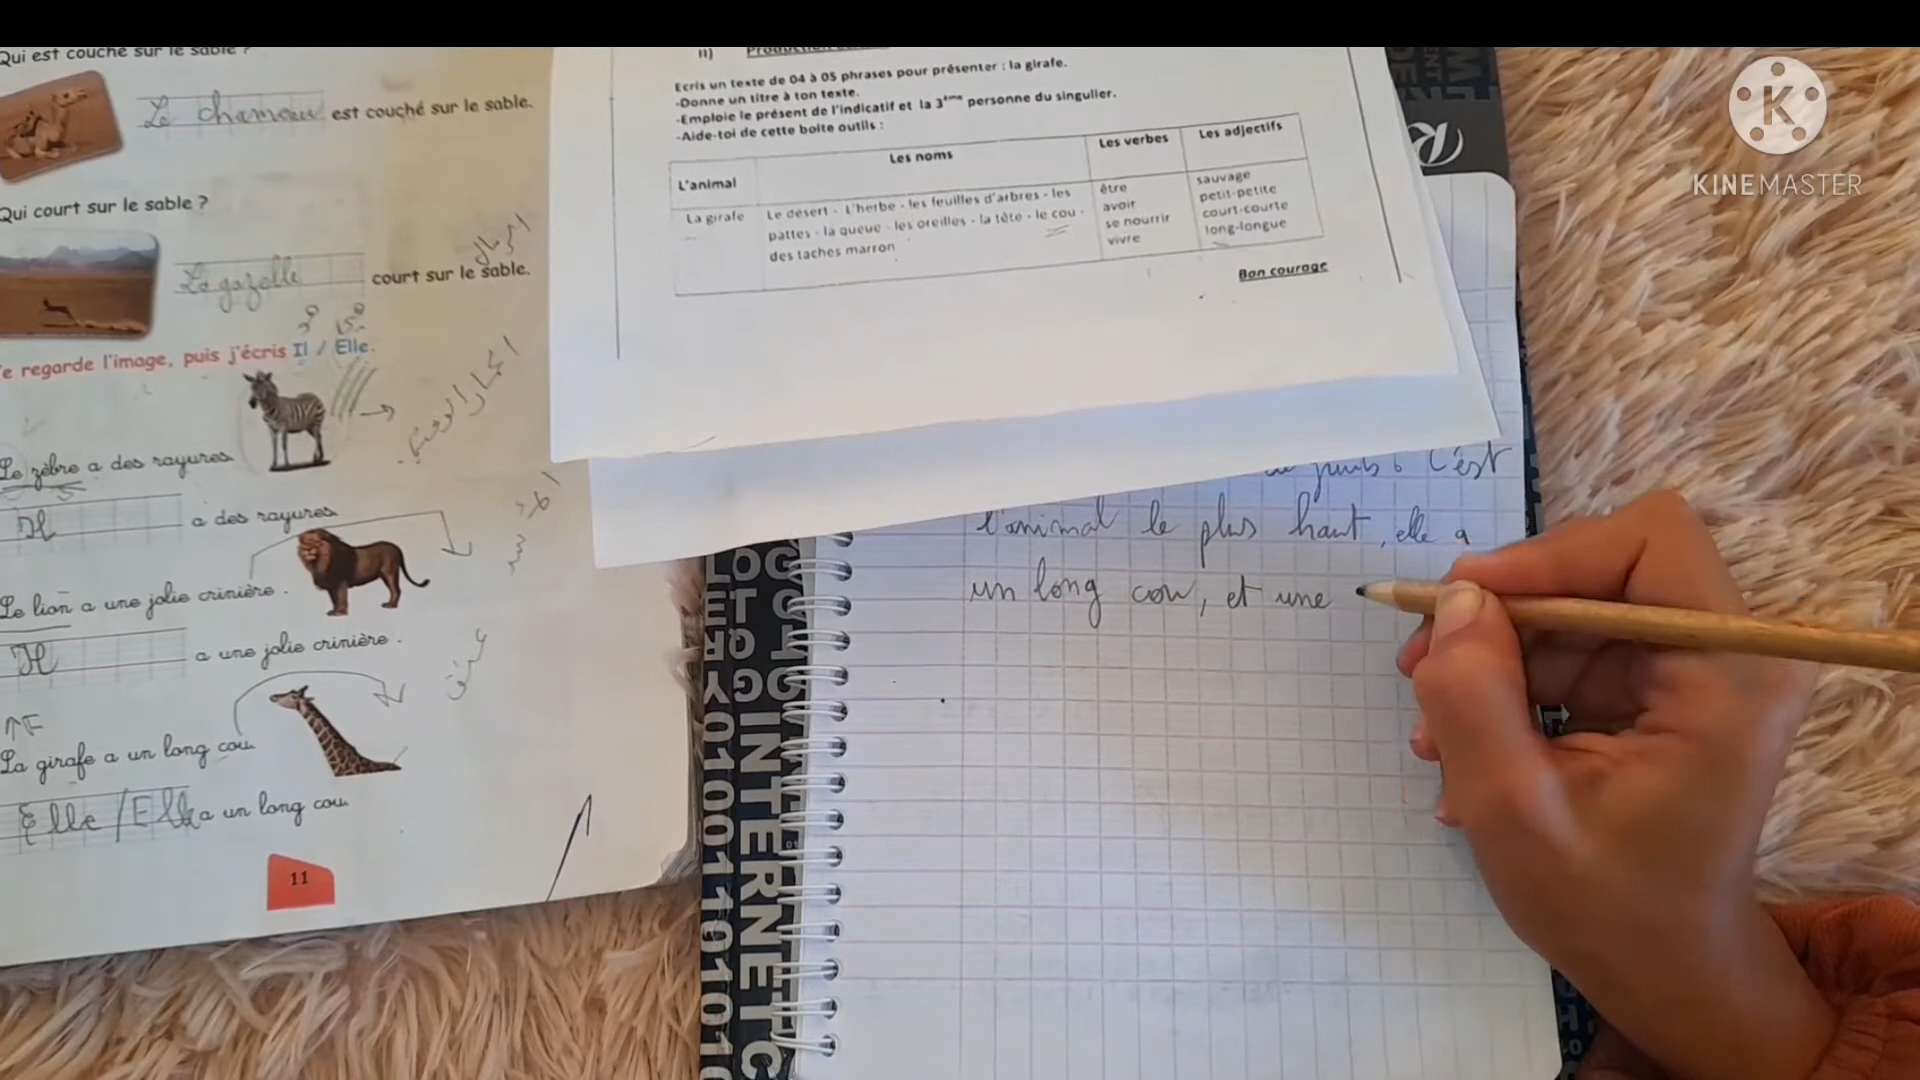 Qui est couché sur le sable ?
Le chameau est couché sur le sable.
Qui court sur le sable ?
الرمال
La gazelle court sur le sable.
e regarde l'image, puis j'écris Il / Elle.
Le zèbre a des rayures
Il a des rayures
Le lion a une jolie crinière.
Il a une jolie crinière.
عنق
La girafe a un long cou.
Elle / Elle a un long cou
11
II)
Ecris un texte de 04 à 05 phrases pour présenter : la girafe.
-Donne un titre à ton texte.
-Emploie le présent de l'indicatif et la 3ème personne du singulier.
-Aide-toi de cette boite outils :
L'animal Les noms Les verbes Les adjectifs
La girafe
Le désert - L'herbe - les feuilles d'arbres - les
pattes - la queue - les oreilles - la tête - le cou -
des taches marron
être
avoir
se nourrir
vivre
sauvage
petit-petite
court-courte
long-longue
Bon courage
C'est
l'animal le plus haut, elle a
un long cou, et une
INTERNET
KINEMASTER